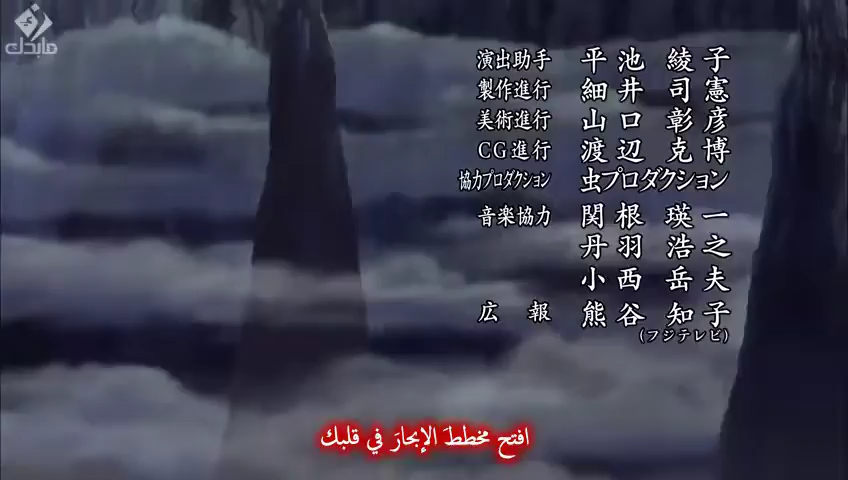 مابدك
演出助手 平池 綾子
製作進行 細井 司憲
美術進行 山口 彰彦
CG進行 渡辺 克博
協力プロダクション 虫プロダクション
音楽協力 関根 瑛一
丹羽 浩之
小西 岳夫
広 報 熊谷 知子
(フジテレビ)
افتح مخططَ الإبحارَ في قلبك